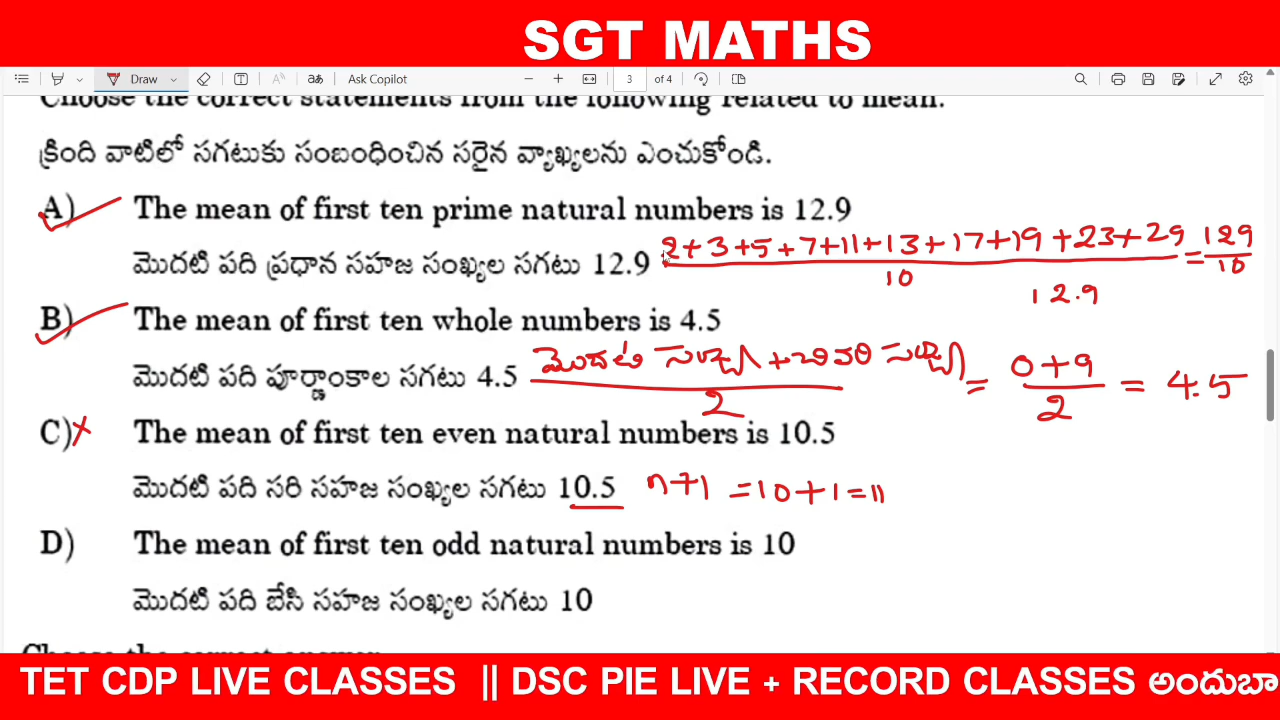 SGT MATHS
Draw
Ask Copilot
3 of 4
Choose the correct statements from the following related to mean.
క్రింది వాటిలో సగటుకు సంబంధించిన సరైన వ్యాఖ్యలను ఎంచుకోండి.
A) The mean of first ten prime natural numbers is 12.9
మొదటి పది ప్రధాన సహజ సంఖ్యల సగటు 12.9
2+3+5+7+11+13+17+19+23+29 = 129
10 10
12.9
B) The mean of first ten whole numbers is 4.5
మొదటి పది పూర్ణాంకాల సగటు 4.5
మొదటి సంఖ్య + చివరి సంఖ్య = 0+9 = 4.5
2 2
C) x The mean of first ten even natural numbers is 10.5
మొదటి పది సరి సహజ సంఖ్యల సగటు 10.5 n+1 =10+1=11
D) The mean of first ten odd natural numbers is 10
మొదటి పది బేసి సహజ సంఖ్యల సగటు 10
Choose the correct answer
TET CDP LIVE CLASSES || DSC PIE LIVE + RECORD CLASSES అందుబా